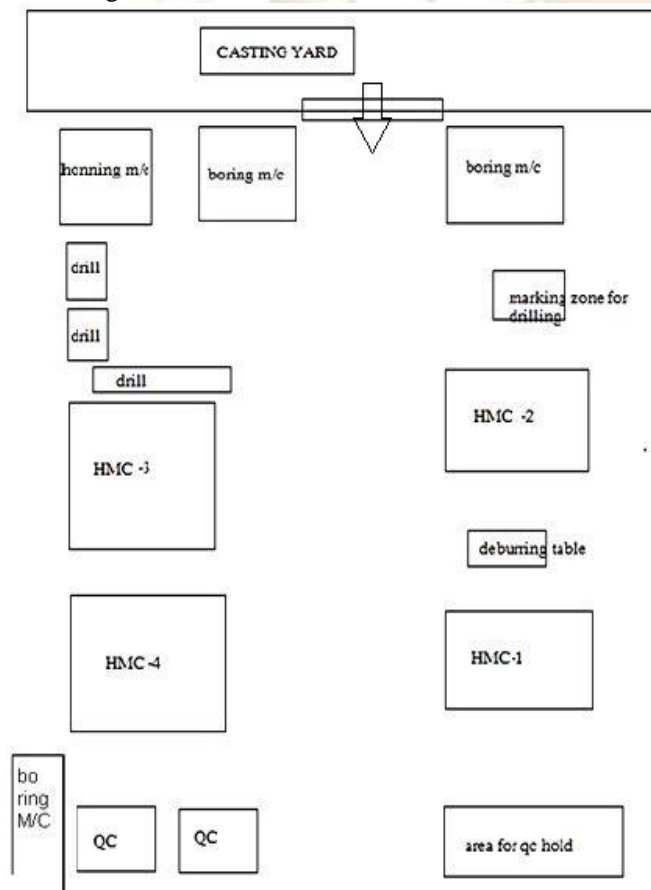 CASTING YARD
honning m/c
boring m/c
boring m/c
drill
marking zone for
drilling
drill
drill
HMC -2
HMC -3
deburring table
HMC -4
HMC-1
bo
ring
M/C
QC
QC
area for qc hold